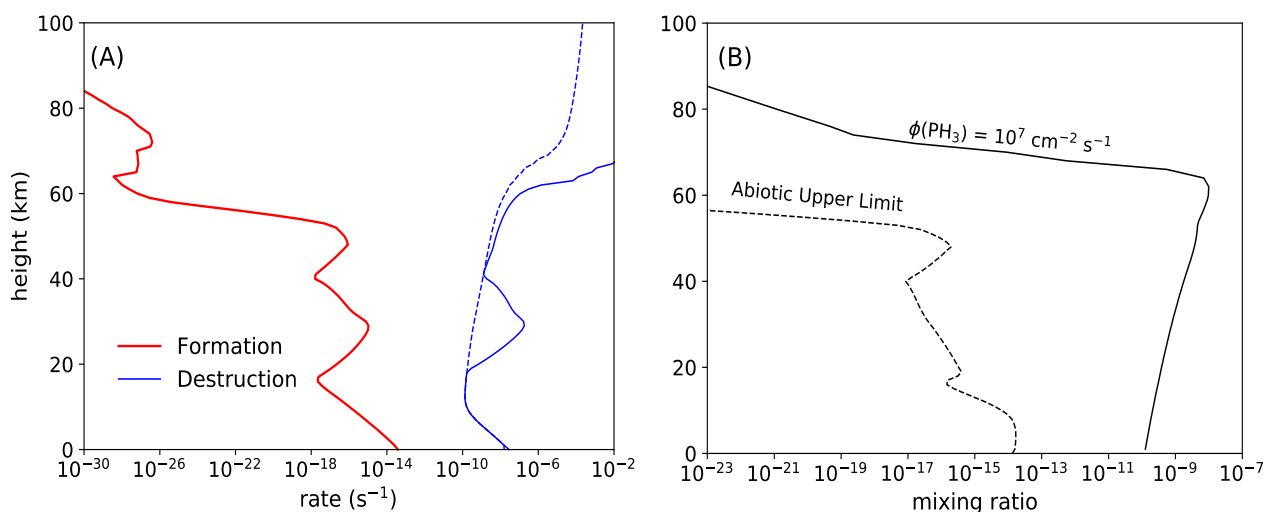 (A)
height (km)
100
80
60
40
20
0
Formation
Destruction
10⁻³⁰ 10⁻²⁶ 10⁻²² 10⁻¹⁸ 10⁻¹⁴ 10⁻¹⁰ 10⁻⁶ 10⁻²
rate (s⁻¹)
(B)
100
80
60
40
20
0
ϕ(PH₃) = 10⁷ cm⁻² s⁻¹
Abiotic Upper Limit
10⁻²³ 10⁻²¹ 10⁻¹⁹ 10⁻¹⁷ 10⁻¹⁵ 10⁻¹³ 10⁻¹¹ 10⁻⁹ 10⁻⁷
mixing ratio